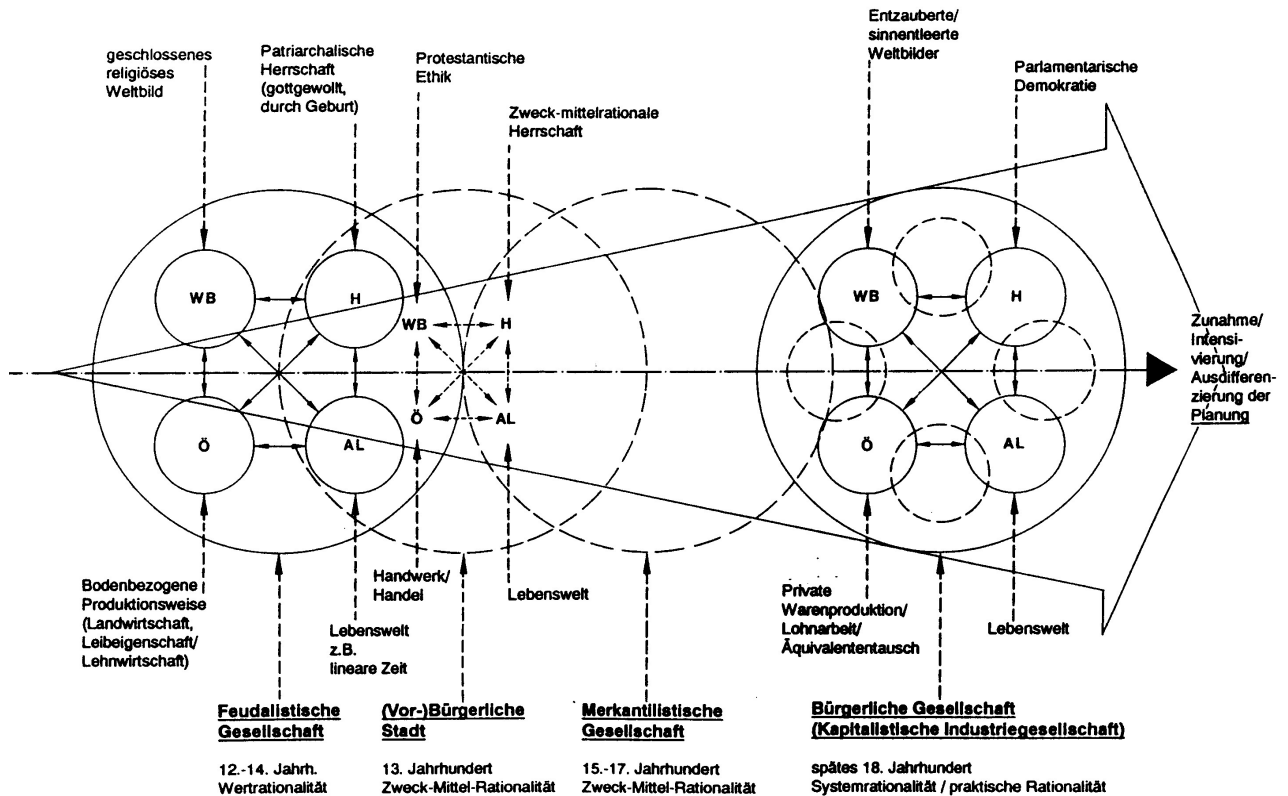 geschlossenes
religiöses
Weltbild
Patriarchalische
Herrschaft
(gottgewollt,
durch Geburt)
Protestantische
Ethik
Zweck-mittelrationale
Herrschaft
Entzauberte/
sinnentleerte
Weltbilder
Parlamentarische
Demokratie
WB
H
WB
H
WB
H
Zunahme/
Intensi-
vierung/
Ausdifferen-
zierung der
Planung
Ö
AL
Ö
AL
Ö
AL
Bodenbezogene
Produktionsweise
(Landwirtschaft,
Leibeigenschaft/
Lehnwirtschaft)
Lebenswelt
z.B.
lineare Zeit
Handwerk/
Handel
Lebenswelt
Private
Warenproduktion/
Lohnarbeit/
Äquivalententausch
Lebenswelt
Feudalistische
Gesellschaft
12.-14. Jahrh.
Wertrationalität
(Vor-)Bürgerliche
Stadt
13. Jahrhundert
Zweck-Mittel-Rationalität
Merkantilistische
Gesellschaft
15.-17. Jahrhundert
Zweck-Mittel-Rationalität
Bürgerliche Gesellschaft
(Kapitalistische Industriegesellschaft)
spätes 18. Jahrhundert
Systemrationalität / praktische Rationalität